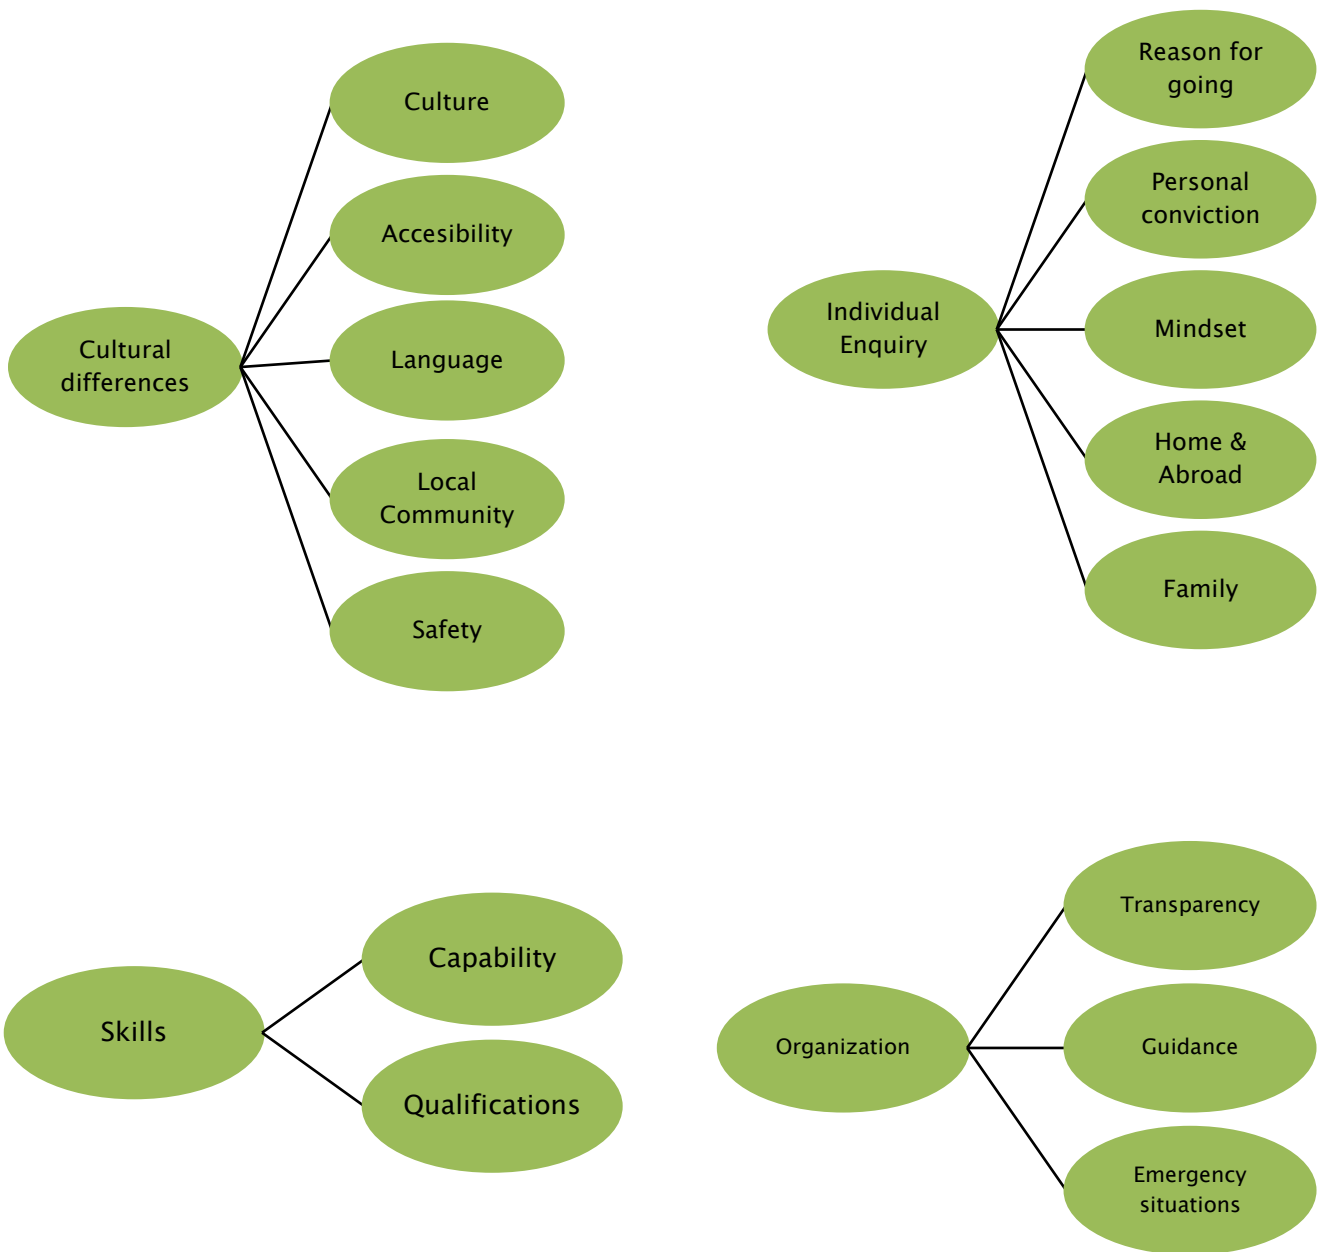 Cultural
differences
Culture
Accesibility
Language
Local
Community
Safety
Individual
Enquiry
Reason for
going
Personal
conviction
Mindset
Home &
Abroad
Family
Skills
Capability
Qualifications
Organization
Transparency
Guidance
Emergency
situations